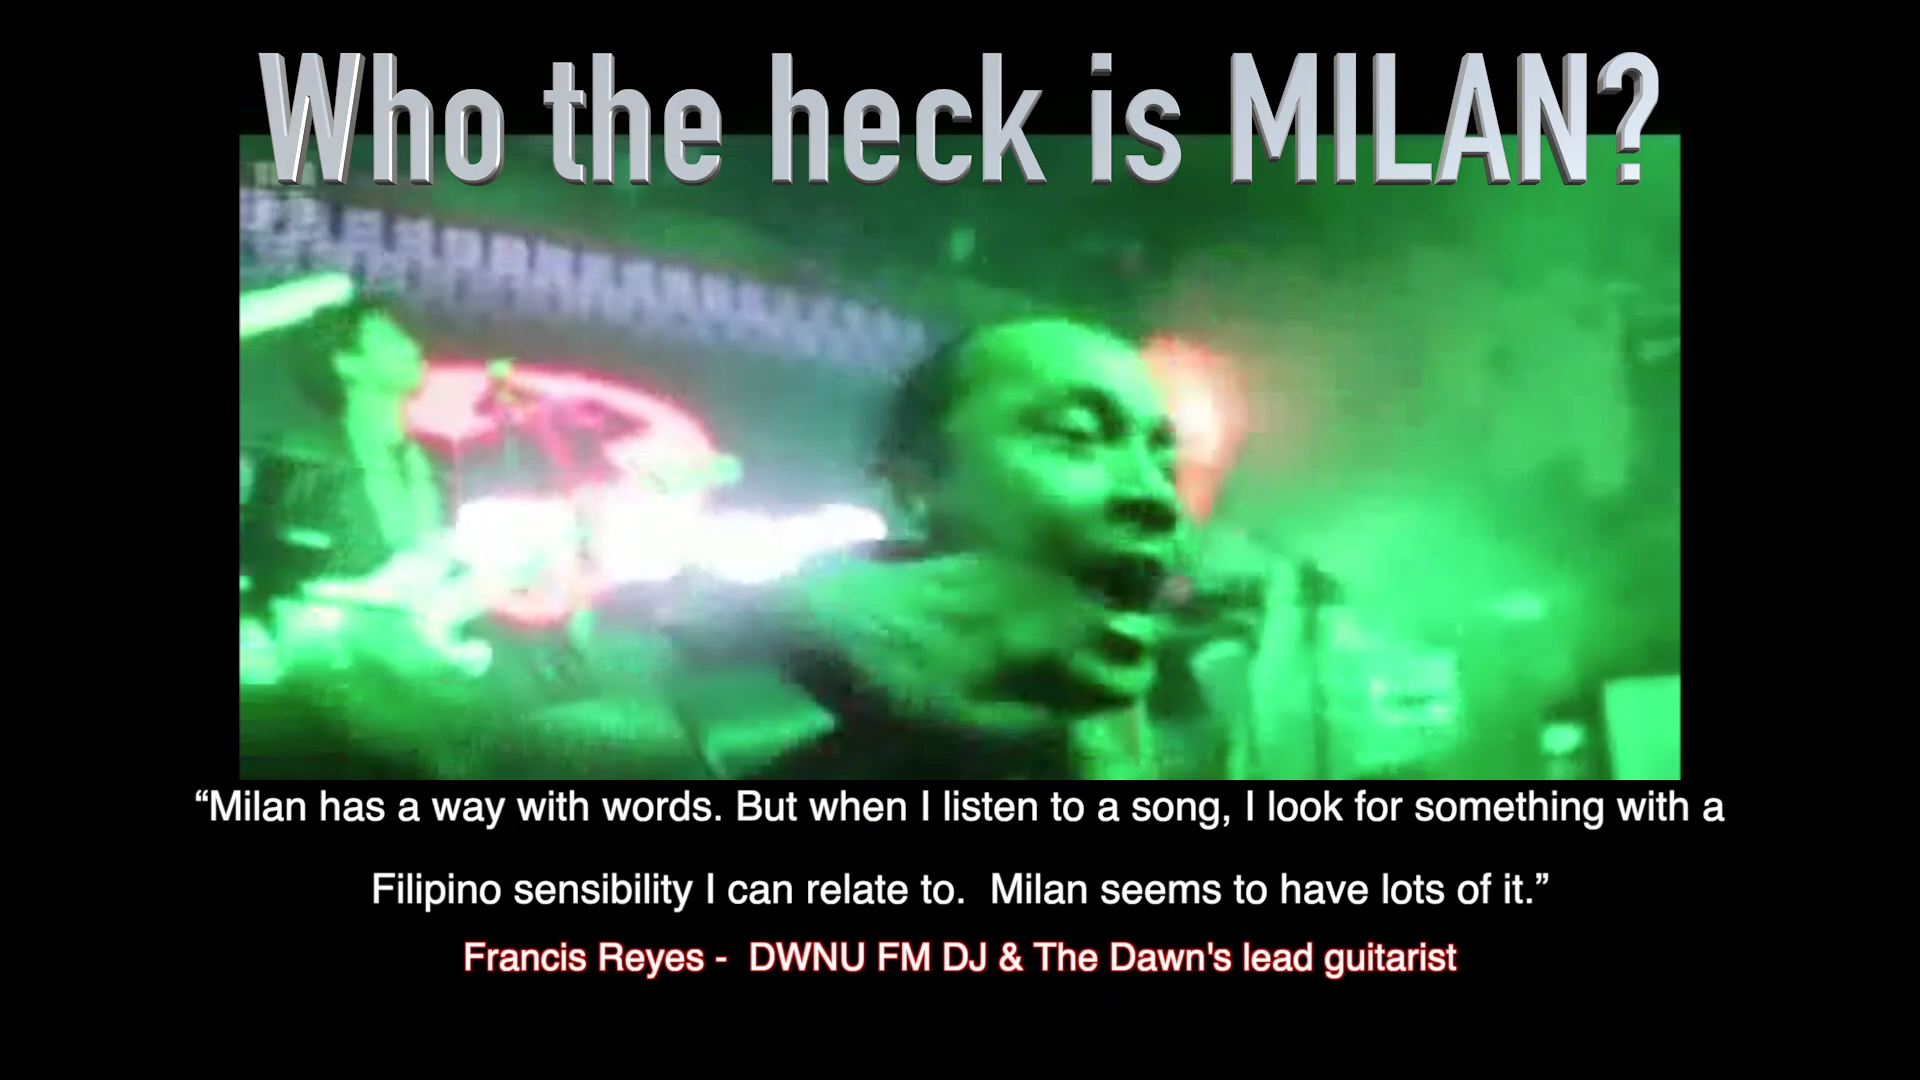 Who the heck is MILAN?
“Milan has a way with words. But when I listen to a song, I look for something with a
Filipino sensibility I can relate to.  Milan seems to have lots of it.”
Francis Reyes -  DWNU FM DJ & The Dawn's lead guitarist